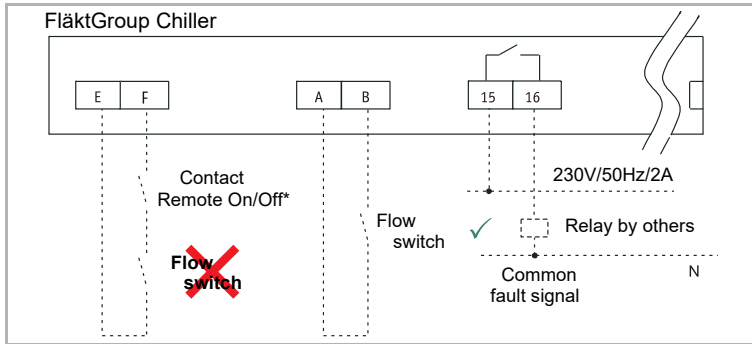 FläktGroup Chiller
E F A B 15 16
230V/50Hz/2A
Contact
Remote On/Off*
Flow
switch
Flow
switch
Relay by others
Common
fault signal
N